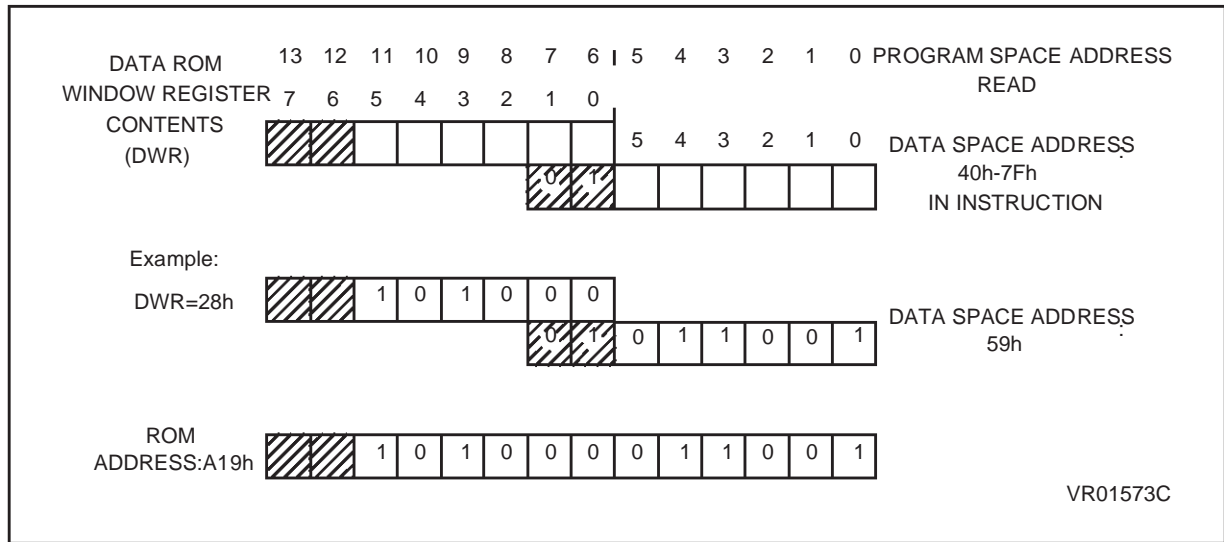 13 12 11 10 9 8 7 6 5 4 3 2 1 0 PROGRAM SPACE ADDRESS
READ
DATA ROM
WINDOW REGISTER 7 6 5 4 3 2 1 0
CONTENTS
(DWR)
5 4 3 2 1 0 DATA SPACE ADDRESS
:
40h-7Fh
0 1
IN INSTRUCTION
Example:
DWR=28h 1 0 1 0 0 0
DATA SPACE ADDRESS
:
0 1 0 1 1 0 0 1 59h
ROM
ADDRESS:A19h 1 0 1 0 0 0 0 1 1 0 0 1
VR01573C